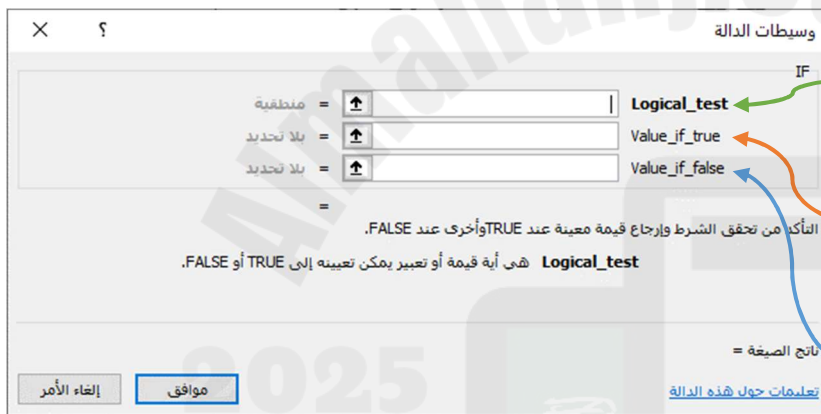 وسيطات الدالة ؟ ×
IF
Logical_test = منطقية
Value_if_true = بلا تحديد
Value_if_false = بلا تحديد
=
التأكد من تحقق الشرط وإرجاع قيمة معينة عند TRUEوأخرى عند FALSE.
Logical_test هي أية قيمة أو تعبير يمكن تعيينه إلى TRUE أو FALSE.
ناتج الصيغة =
تعليمات حول هذه الدالة
موافق
إلغاء الأمر
2025